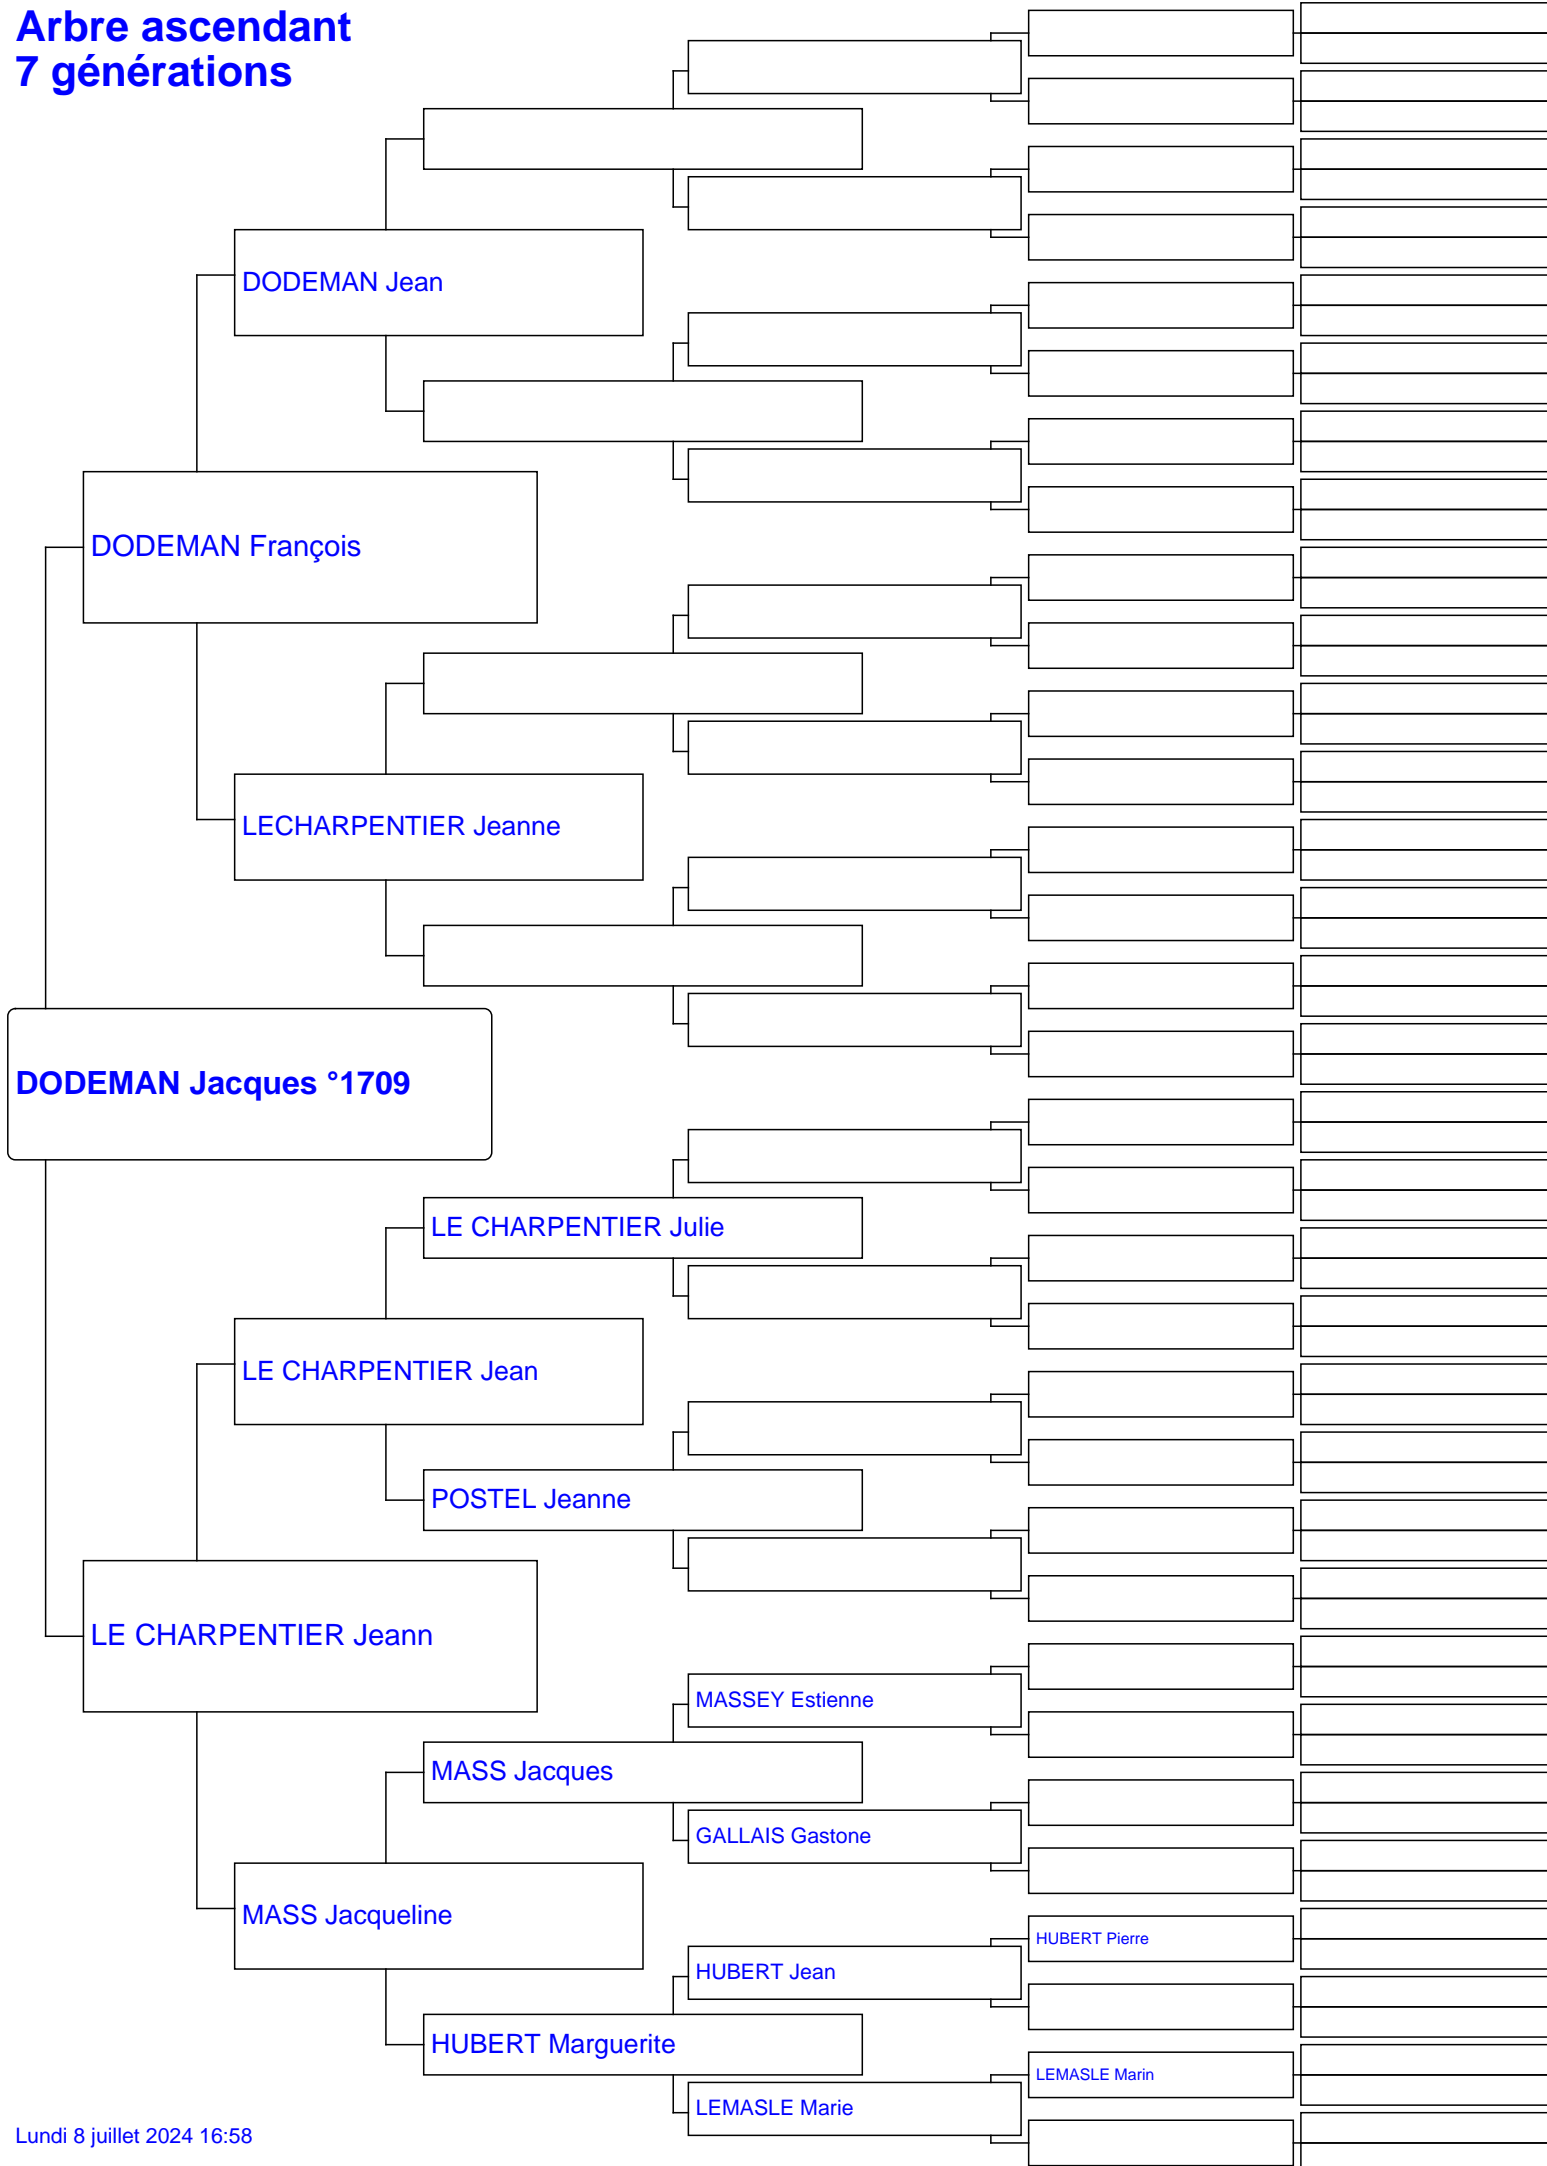 Arbre ascendant
7 générations
DODEMAN Jean
DODEMAN François
LECHARPENTIER Jeanne
DODEMAN Jacques °1709
LE CHARPENTIER Julie
LE CHARPENTIER Jean
POSTEL Jeanne
LE CHARPENTIER Jeann
MASSEY Estienne
MASS Jacques
GALLAIS Gastone
MASS Jacqueline
HUBERT Pierre
HUBERT Jean
HUBERT Marguerite
LEMASLE Marin
LEMASLE Marie
Lundi 8 juillet 2024 16:58